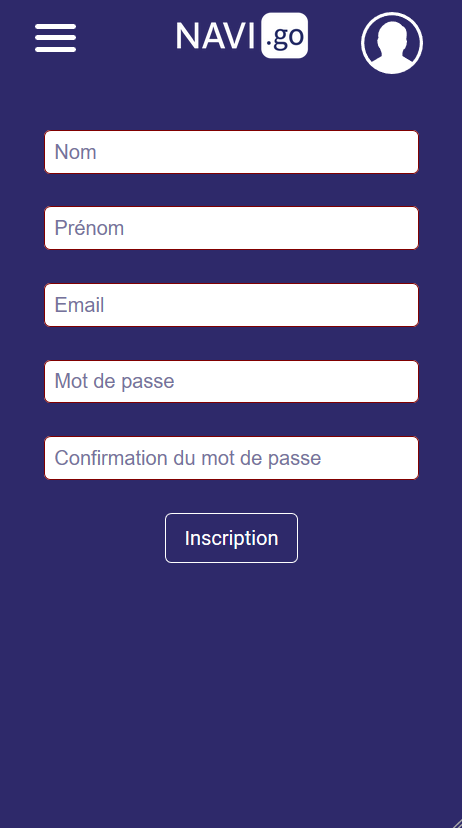 NAVI.go
Nom
Prénom
Email
Mot de passe
Confirmation du mot de passe
Inscription